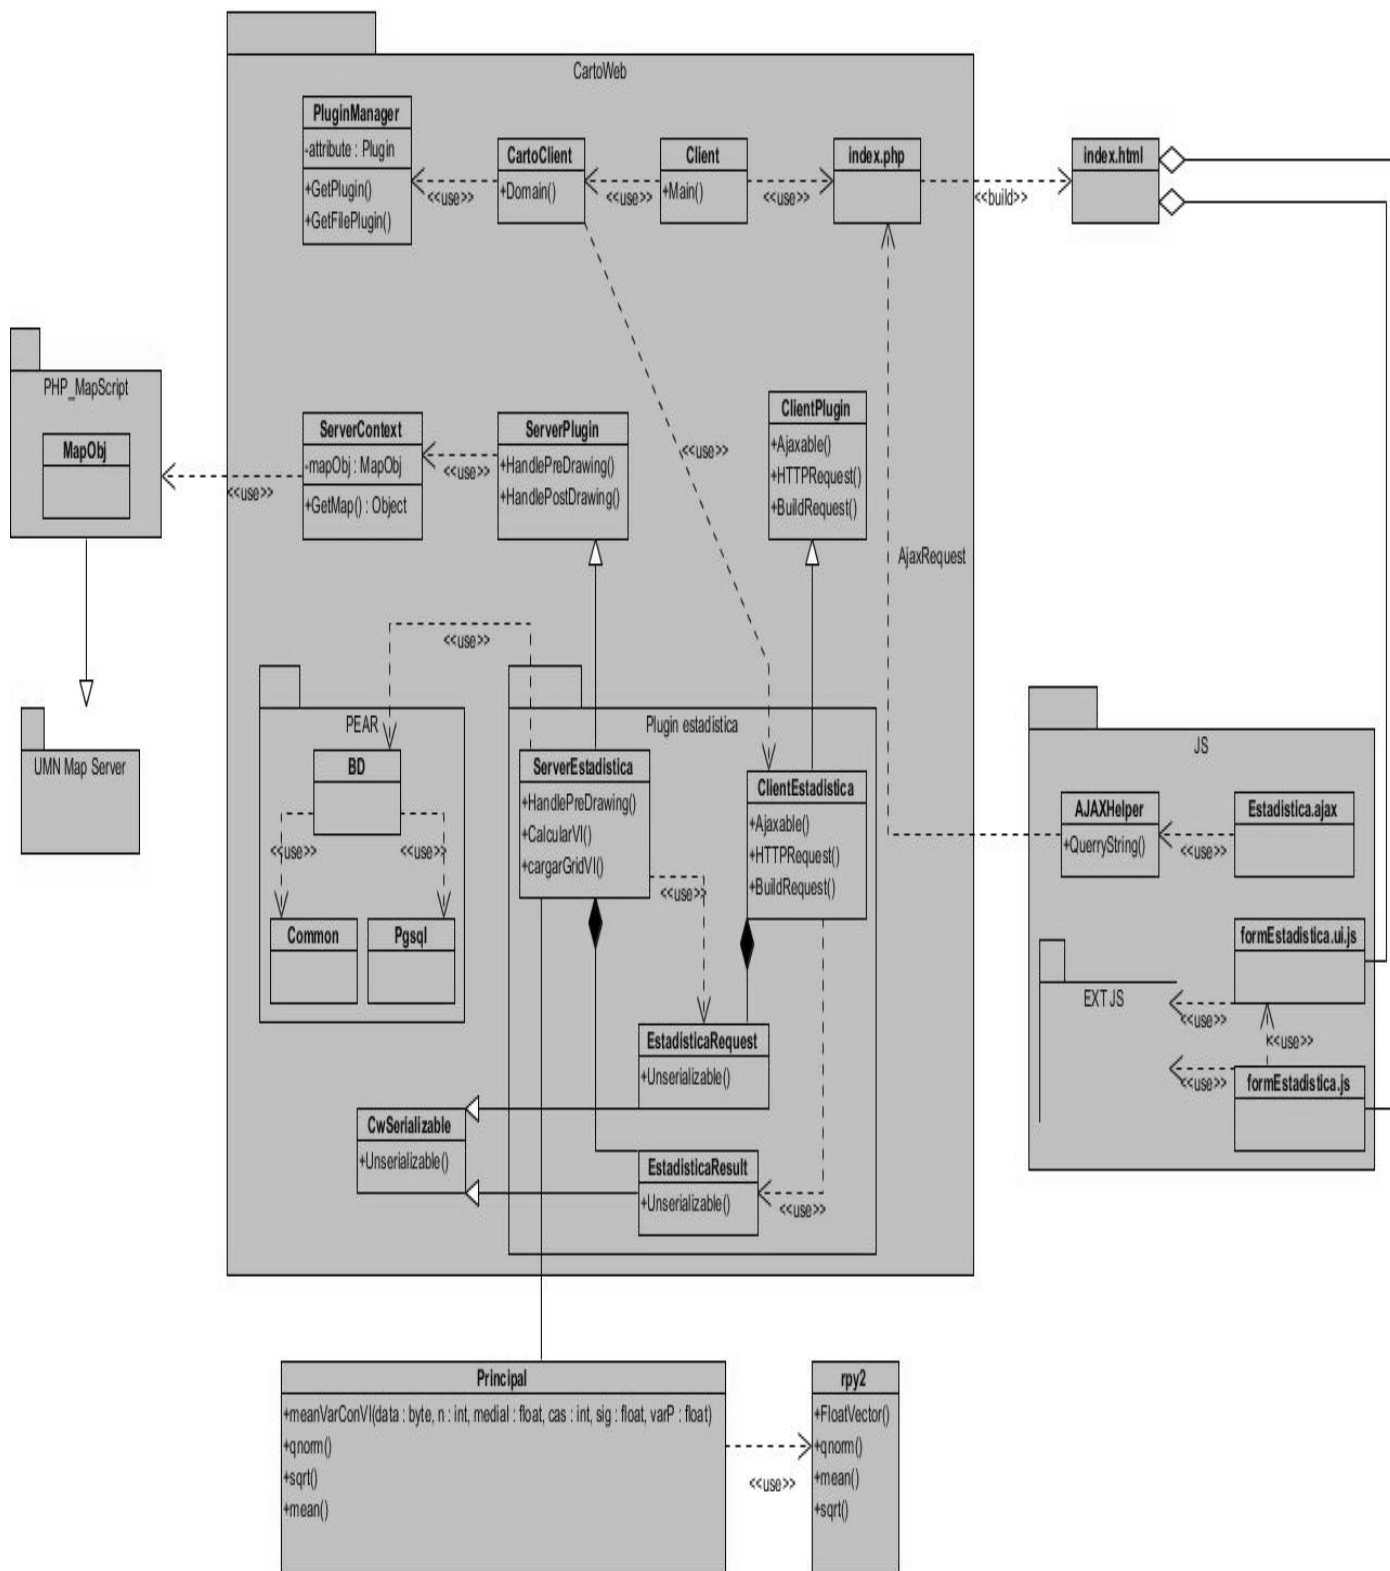 CartoWeb
PluginManager
-attribute : Plugin
+GetPlugin()
+GetFilePlugin()
<<use>>
CartoClient
+Domain()
<<use>>
Client
+Main()
<<use>>
index.php
<<build>>
index.html
PHP_MapScript
MapObj
<<use>>
ServerContext
-mapObj : MapObj
+GetMap() : Object
<<use>>
ServerPlugin
+HandlePreDrawing()
+HandlePostDrawing()
<<use>>
ClientPlugin
+Ajaxable()
+HTTPRequest()
+BuildRequest()
AjaxRequest
<<use>>
UMN Map Server
PEAR
BD
<<use>>
<<use>>
Common
Pgsql
Plugin estadistica
ServerEstadistica
+HandlePreDrawing()
+CalcularVI()
+cargarGridVI()
<<use>>
ClientEstadistica
+Ajaxable()
+HTTPRequest()
+BuildRequest()
EstadisticaRequest
+Unserializable()
CwSerializable
+Unserializable()
EstadisticaResult
+Unserializable()
<<use>>
JS
AJAXHelper
+QuerryString()
<<use>>
Estadistica.ajax
formEstadistica.ui.js
EXT JS
<<use>>
<<use>>
<<use>>
formEstadistica.js
Principal
+meanVarConVI(data : byte, n : int, medial : float, cas : int, sig : float, varP : float)
+qnorm()
+sqrt()
+mean()
<<use>>
rpy2
+FloatVector()
+qnorm()
+mean()
+sqrt()